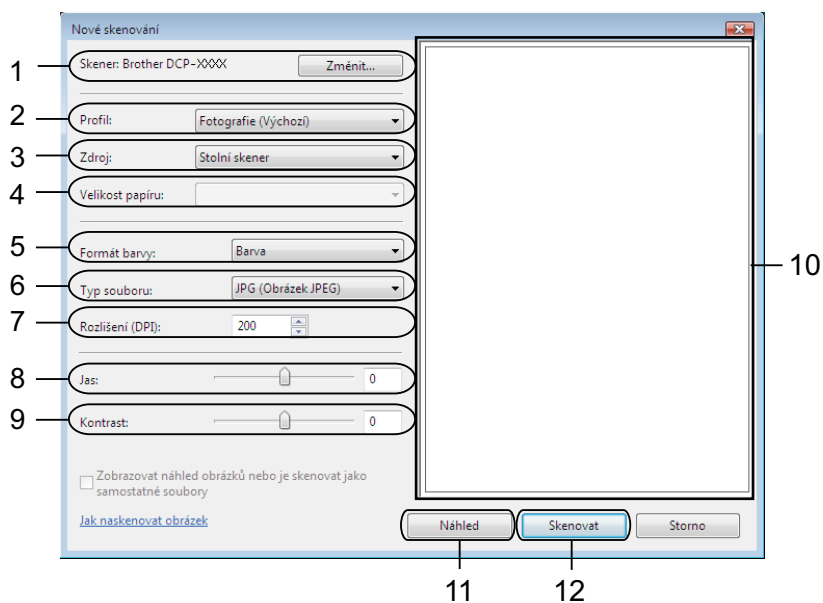 Nové skenování
1
Skener: Brother DCP-XXXX
Změnit...
2
Profil:
Fotografie (Výchozí)
3
Zdroj:
Stolní skener
4
Velikost papíru:
5
Formát barvy:
Barva
6
Typ souboru:
JPG (Obrázek JPEG)
7
Rozlišení (DPI):
200
8
Jas:
0
9
Kontrast:
0
10
Zobrazovat náhled obrázků nebo je skenovat jako
samostatné soubory
Jak naskenovat obrázek
Náhled
Skenovat
Storno
11
12